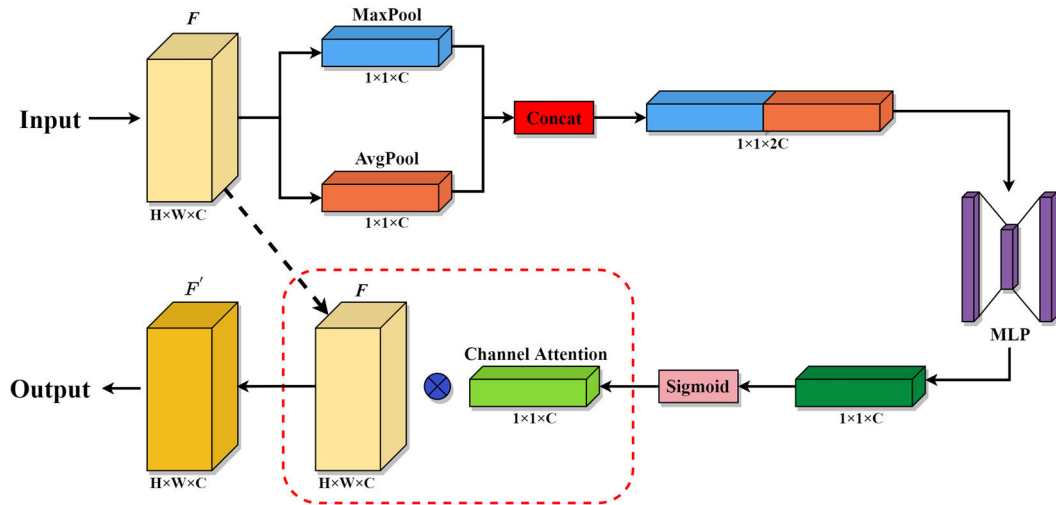 F
MaxPool
1×1×C
Input
Concat
1×1×2C
AvgPool
1×1×C
H×W×C
MLP
F′
F
Channel Attention
Output
Sigmoid
1×1×C
1×1×C
H×W×C
H×W×C